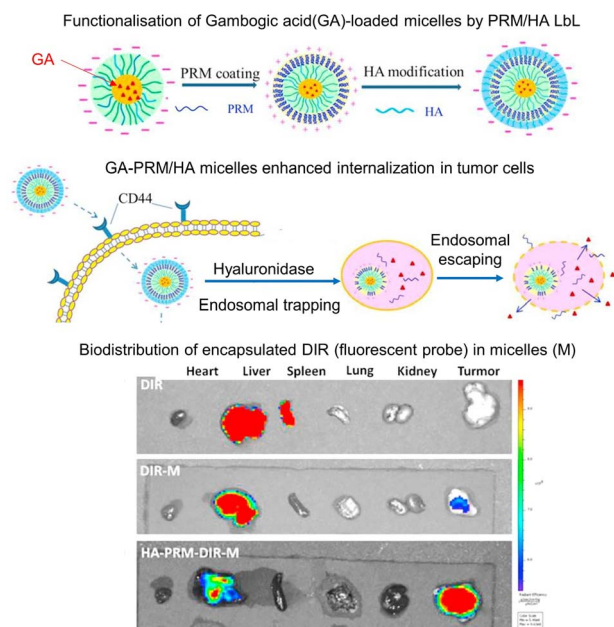 Functionalisation of Gambogic acid(GA)-loaded micelles by PRM/HA LbL
GA
PRM coating
PRM
HA modification
HA
GA-PRM/HA micelles enhanced internalization in tumor cells
CD44
Hyaluronidase
Endosomal trapping
Endosomal escaping
Biodistribution of encapsulated DIR (fluorescent probe) in micelles (M)
Heart Liver Spleen Lung Kidney Turmor
DIR
DIR-M
HA-PRM-DIR-M